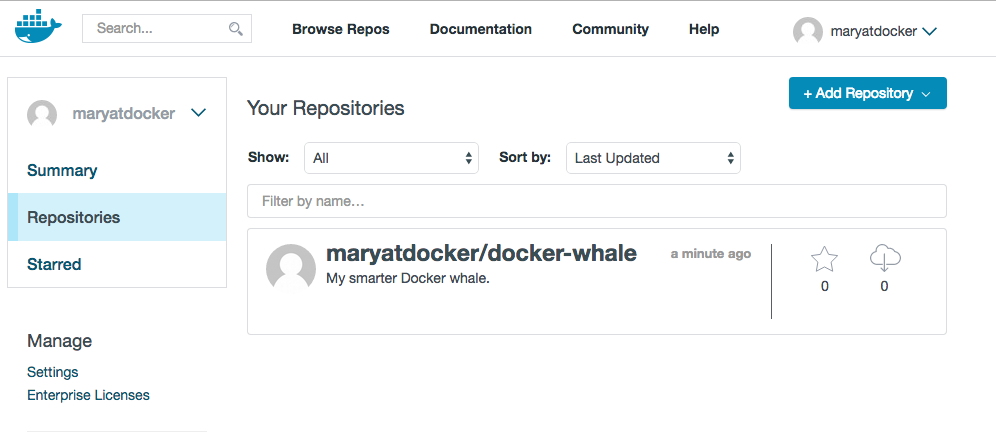 Search...
Browse Repos
Documentation
Community
Help
maryatdocker
maryatdocker
Summary
Repositories
Starred
Manage
Settings
Enterprise Licenses
Your Repositories
+ Add Repository
Show: All Sort by: Last Updated
Filter by name...
maryatdocker/docker-whale a minute ago
My smarter Docker whale.
0 0